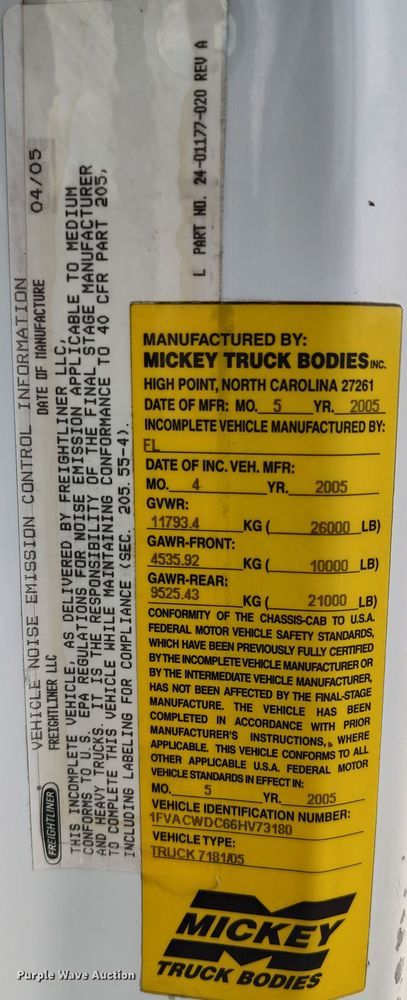 VEHICLE NOISE EMISSION CONTROL INFORMATION
FREIGHTLINER LLC DATE OF MANUFACTURE 04/05
THIS INCOMPLETE VEHICLE, AS DELIVERED BY FREIGHTLINER LLC,
CONFORMS TO U.S. EPA REGULATIONS FOR NOISE EMISSION APPLICABLE TO MEDIUM
AND HEAVY TRUCKS. IT IS THE RESPONSIBILITY OF THE FINAL STAGE MANUFACTURER
TO COMPLETE THIS VEHICLE WHILE MAINTAINING CONFORMANCE TO 40 CFR PART 205,
INCLUDING LABELING FOR COMPLIANCE (SEC. 205.55-4).
FREIGHTLINER
L PART NO. 24-01177-020 REV A
MANUFACTURED BY:
MICKEY TRUCK BODIES INC.
HIGH POINT, NORTH CAROLINA 27261
DATE OF MFR: MO. 5 YR. 2005
INCOMPLETE VEHICLE MANUFACTURED BY:
FL
DATE OF INC. VEH. MFR:
MO. 4 YR. 2005
GVWR:
11793.4 KG ( 26000 LB)
GAWR-FRONT:
4535.92 KG ( 10000 LB)
GAWR-REAR:
9525.43 KG ( 21000 LB)
CONFORMITY OF THE CHASSIS-CAB TO U.S.A.
FEDERAL MOTOR VEHICLE SAFETY STANDARDS,
WHICH HAVE BEEN PREVIOUSLY FULLY CERTIFIED
BY THE INCOMPLETE VEHICLE MANUFACTURER OR
BY THE INTERMEDIATE VEHICLE MANUFACTURER,
HAS NOT BEEN AFFECTED BY THE FINAL-STAGE
MANUFACTURE. THE VEHICLE HAS BEEN
COMPLETED IN ACCORDANCE WITH PRIOR
MANUFACTURER'S INSTRUCTIONS, WHERE
APPLICABLE. THIS VEHICLE CONFORMS TO ALL
OTHER APPLICABLE U.S.A. FEDERAL MOTOR
VEHICLE STANDARDS IN EFFECT IN:
MO. 5 YR. 2005
VEHICLE IDENTIFICATION NUMBER:
1FVACWDC66HV73180
VEHICLE TYPE:
TRUCK 7181/05
MICKEY
TRUCK BODIES
Purple Wave Auction